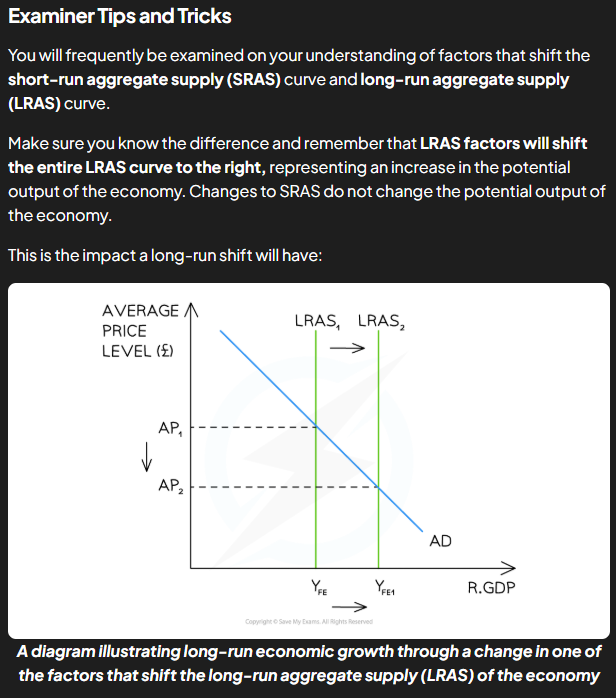 Examiner Tips and Tricks
You will frequently be examined on your understanding of factors that shift the
short-run aggregate supply (SRAS) curve and long-run aggregate supply
(LRAS) curve.
Make sure you know the difference and remember that LRAS factors will shift
the entire LRAS curve to the right, representing an increase in the potential
output of the economy. Changes to SRAS do not change the potential output of
the economy.
This is the impact a long-run shift will have:
AVERAGE
PRICE
LEVEL (£)
LRAS₁ LRAS₂
AP₁
AP₂
AD
Y_FE Y_FE1 R.GDP
Copyright © Save My Exams. All Rights Reserved
A diagram illustrating long-run economic growth through a change in one of
the factors that shift the long-run aggregate supply (LRAS) of the economy